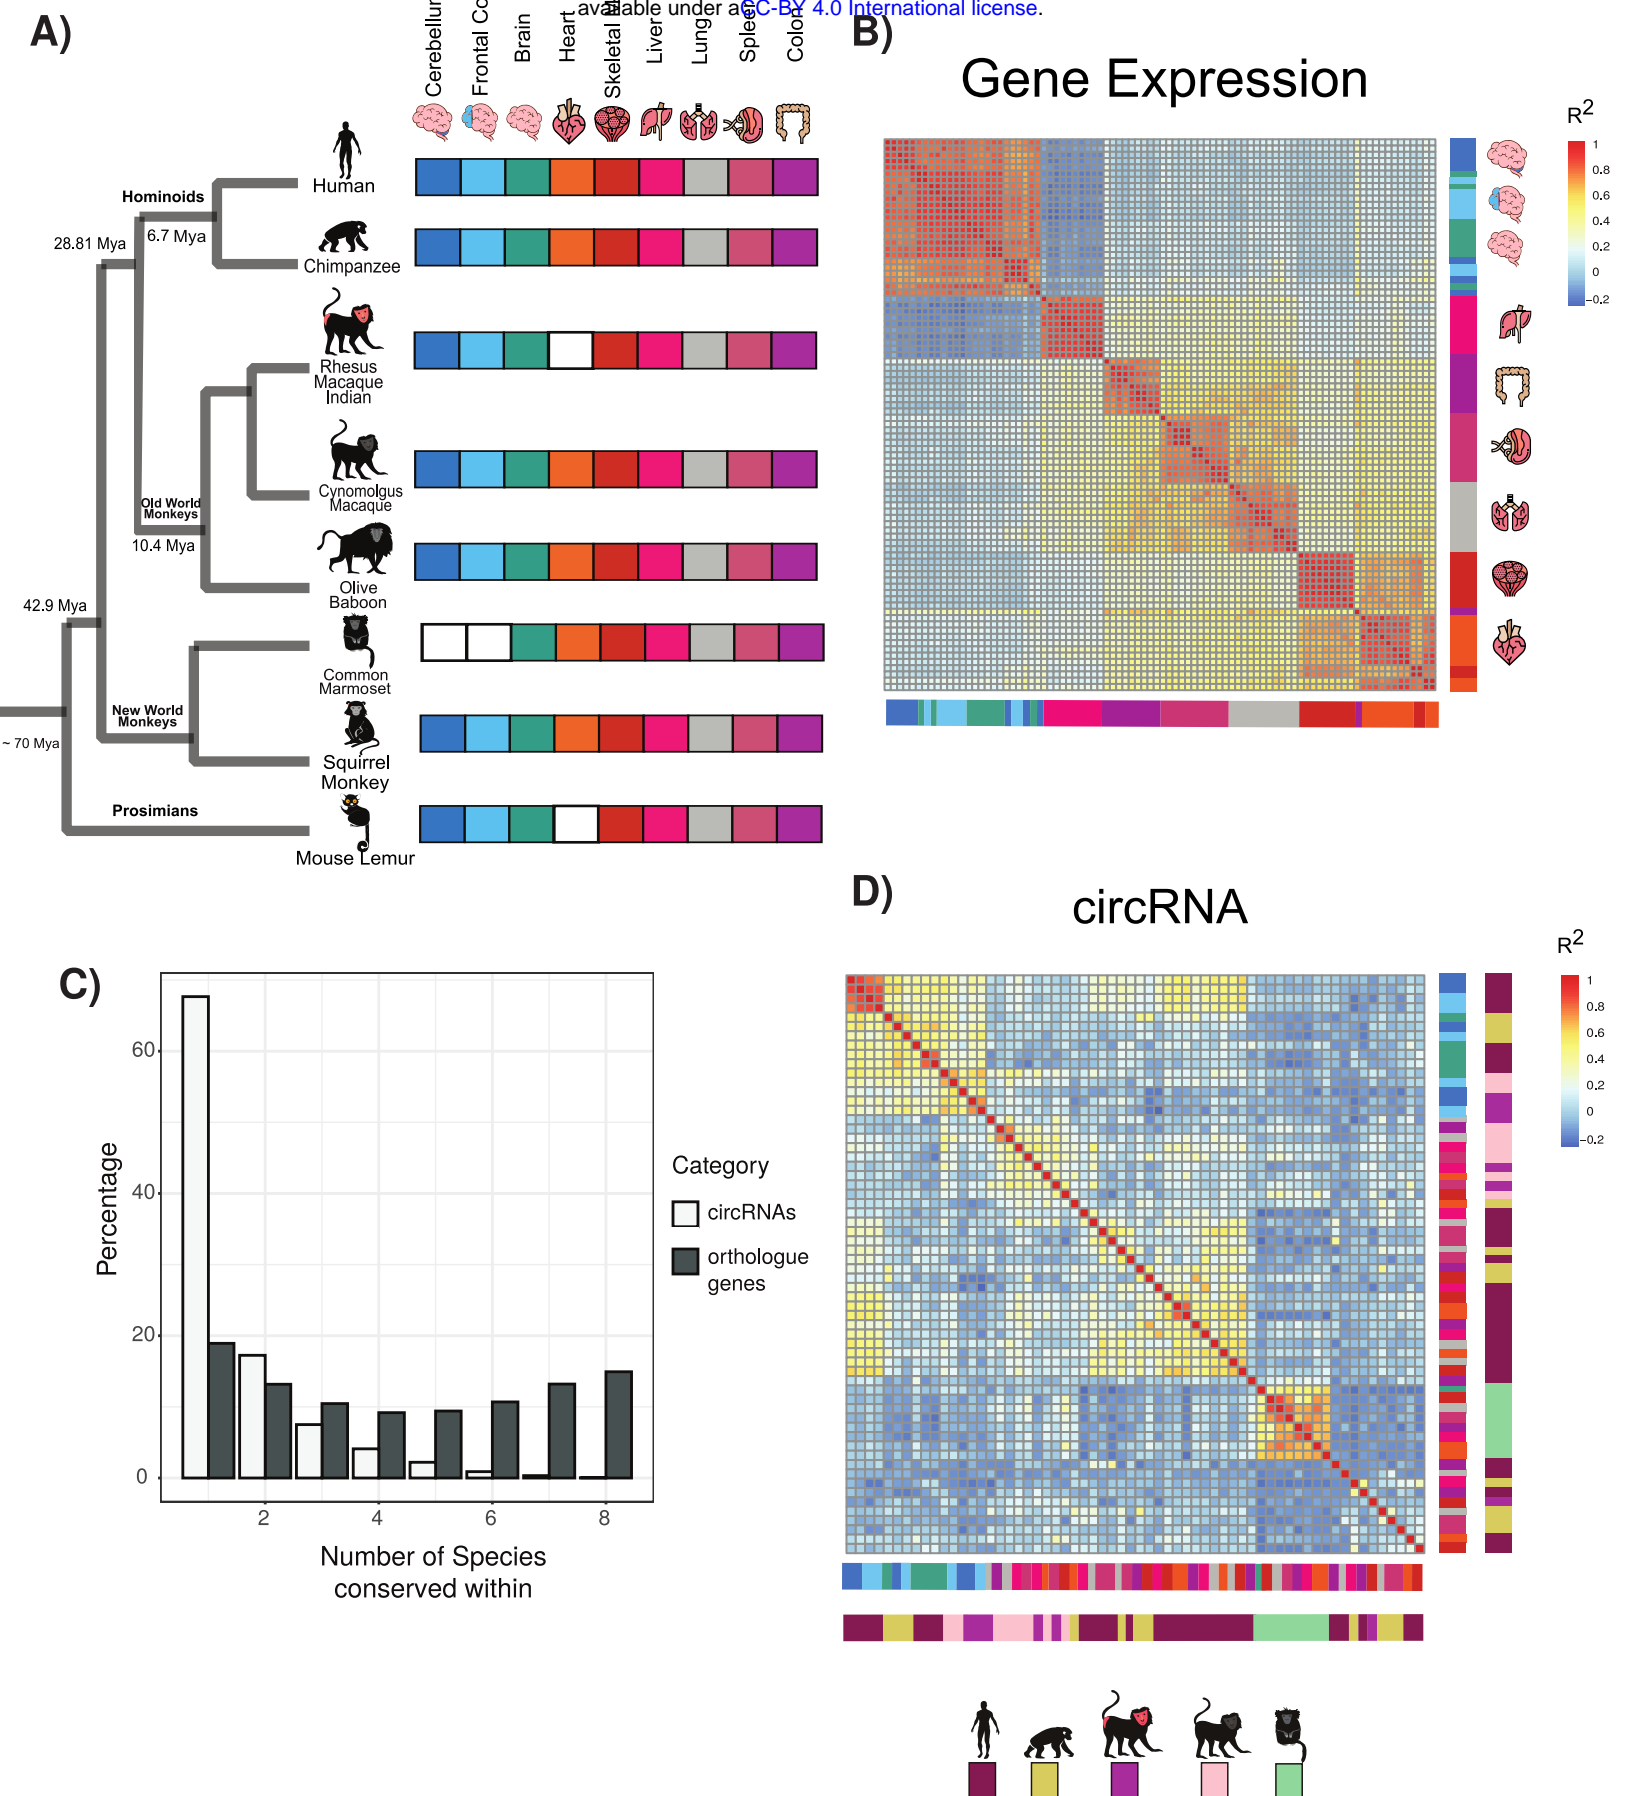 available under aCC-BY 4.0 International license.
A)
Brain
Heart
Liver
Lung
Colon
Human
Hominoids
28.81 Mya
6.7 Mya
Chimpanzee
Rhesus
Macaque
Indian
Cynomolgus
Macaque
Old World
Monkeys
10.4 Mya
Olive
Baboon
42.9 Mya
Common
Marmoset
New World
Monkeys
~ 70 Mya
Squirrel
Monkey
Prosimians
Mouse Lemur
B)
Gene Expression
R2
1
0.8
0.6
0.4
0.2
0
−0.2
C)
Percentage
60
40
20
0
2
4
6
8
Number of Species
conserved within
Category
circRNAs
orthologue
genes
D)
circRNA
R2
1
0.8
0.6
0.4
0.2
0
−0.2